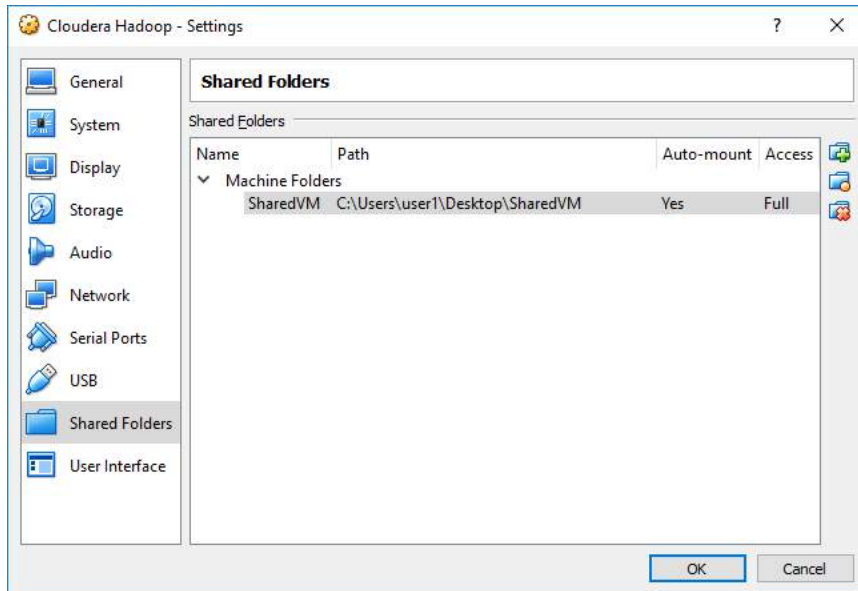 Cloudera Hadoop - Settings
?
General
System
Display
Storage
Audio
Network
Serial Ports
USB
Shared Folders
User Interface
Shared Folders
Shared Folders
Name Path Auto-mount Access
Machine Folders
SharedVM C:\Users\user1\Desktop\SharedVM Yes Full
OK Cancel